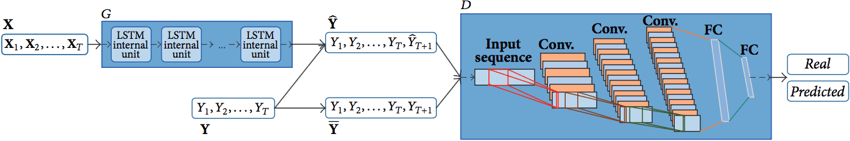 X
X₁, X₂, . . . , X_T
G
LSTM
internal
unit
LSTM
internal
unit
...
LSTM
internal
unit
Ŷ
Y₁, Y₂, . . . , Y_T, Ŷ_{T+1}
Y₁, Y₂, . . . , Y_T
Y
Y₁, Y₂, . . . , Y_T, Y_{T+1}
Y̅
D
Input
sequence
Conv.
Conv.
Conv.
FC
FC
Real
Predicted